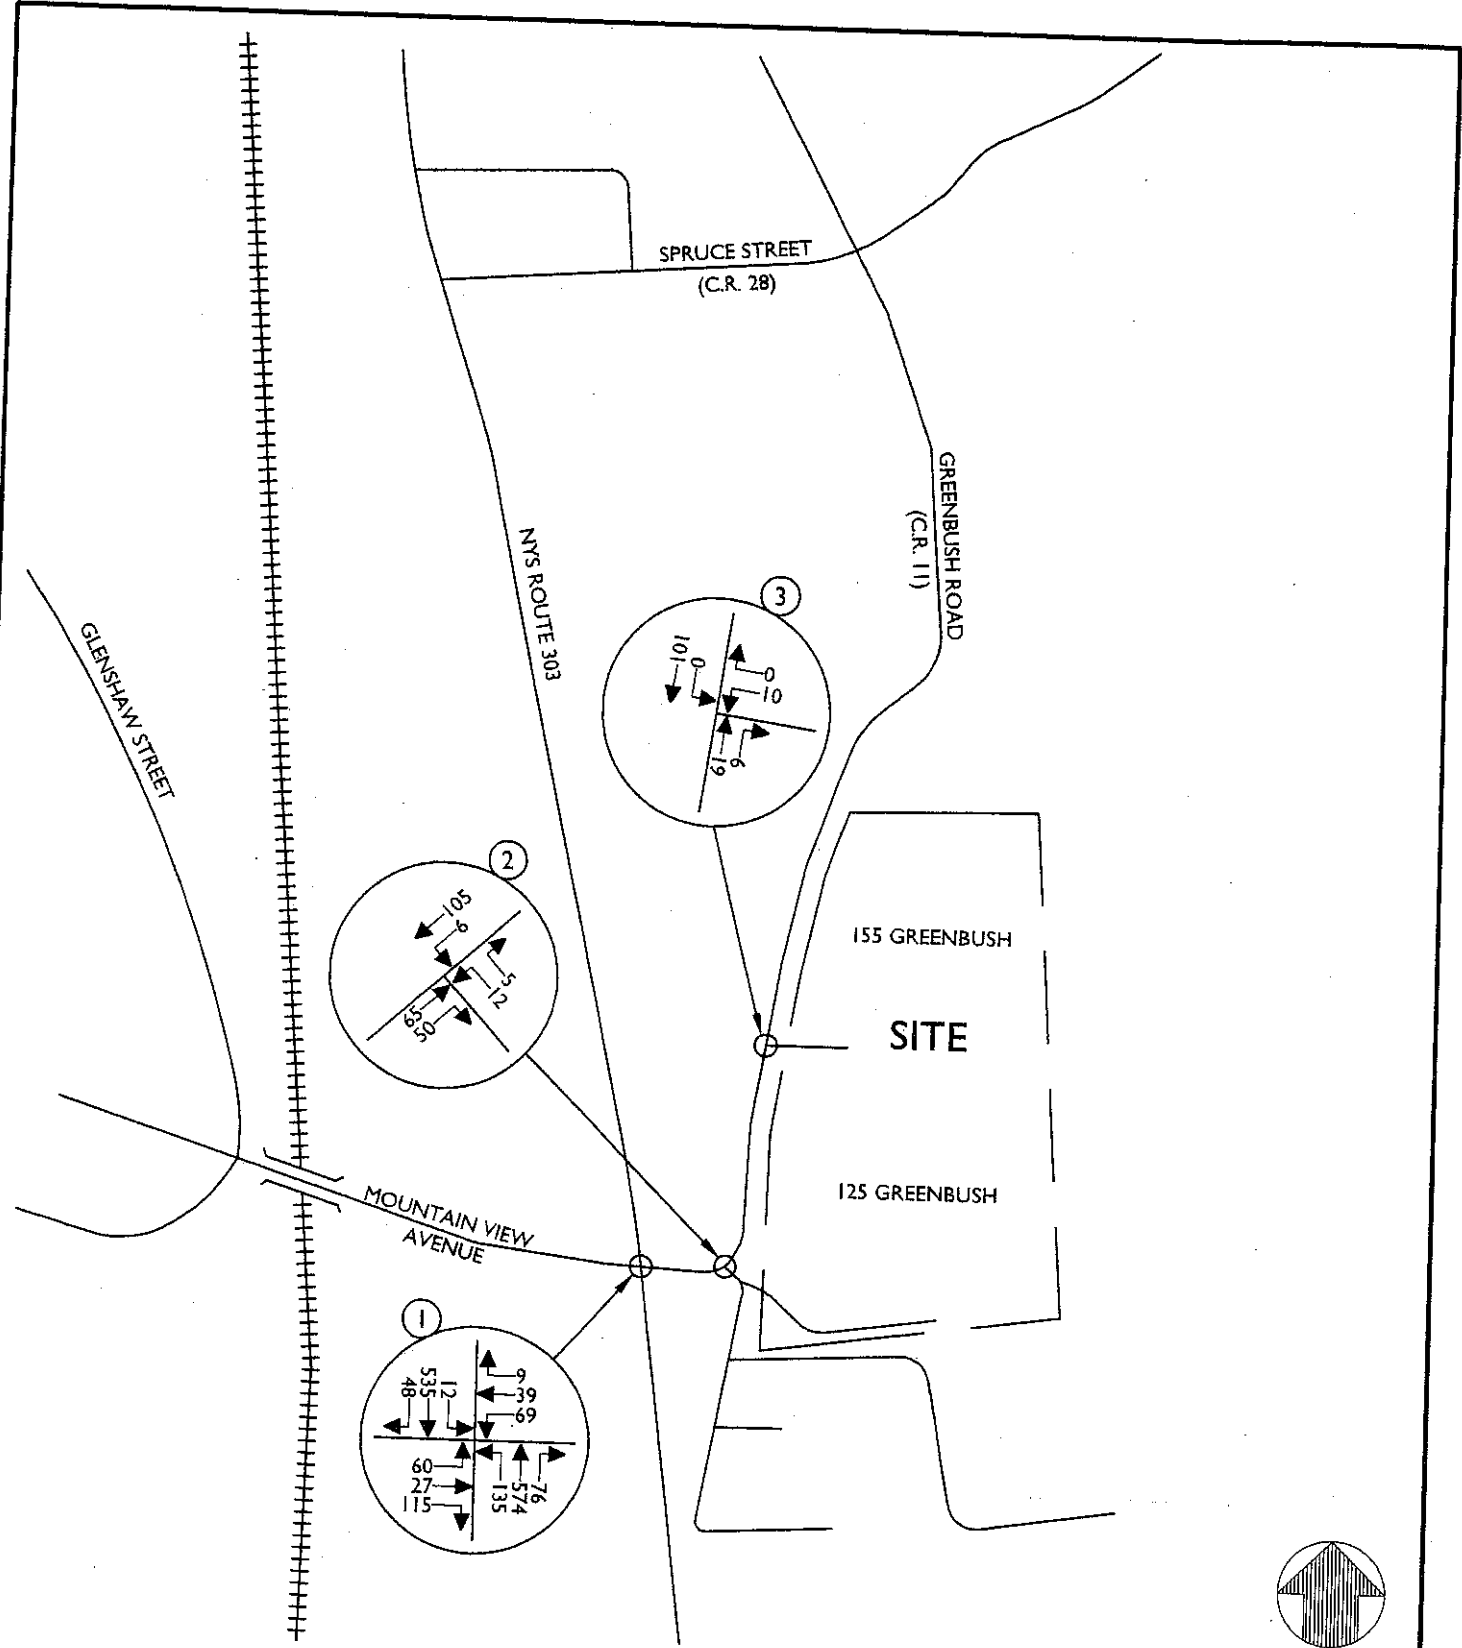 SPRUCE STREET
(C.R. 28)
GREENBUSH ROAD
(C.R. 11)
NYS ROUTE 303
GLENSHAW STREET
3
101
0
0
10
19
6
2
105
6
5
12
65
50
155 GREENBUSH
SITE
125 GREENBUSH
MOUNTAIN VIEW
AVENUE
1
48
535
12
9
39
69
60
27
115
135
574
76